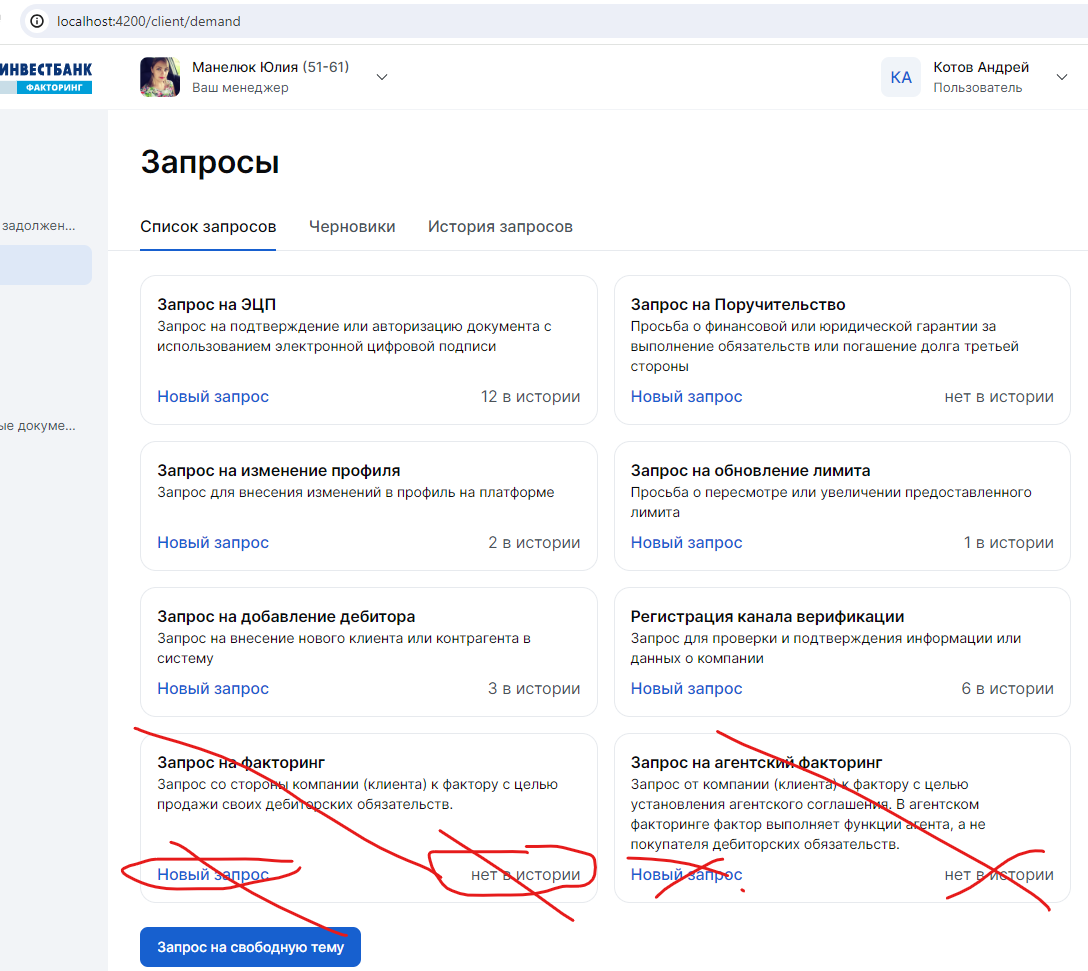 localhost:4200/client/demand
ИНВЕСТБАНК
ФАКТОРИНГ
Манелюк Юлия (51-61)
Ваш менеджер
КА
Котов Андрей
Пользователь
задолжен...
ые докуме...
Запросы
Список запросов Черновики История запросов
Запрос на ЭЦП
Запрос на подтверждение или авторизацию документа с
использованием электронной цифровой подписи
Новый запрос 12 в истории
Запрос на Поручительство
Просьба о финансовой или юридической гарантии за
выполнение обязательств или погашение долга третьей
стороны
Новый запрос нет в истории
Запрос на изменение профиля
Запрос для внесения изменений в профиль на платформе
Новый запрос 2 в истории
Запрос на обновление лимита
Просьба о пересмотре или увеличении предоставленного
лимита
Новый запрос 1 в истории
Запрос на добавление дебитора
Запрос на внесение нового клиента или контрагента в
систему
Новый запрос 3 в истории
Регистрация канала верификации
Запрос для проверки и подтверждения информации или
данных о компании
Новый запрос 6 в истории
Запрос на факторинг
Запрос со стороны компании (клиента) к фактору с целью
продажи своих дебиторских обязательств.
Новый запрос нет в истории
Запрос на агентский факторинг
Запрос от компании (клиента) к фактору с целью
установления агентского соглашения. В агентском
факторинге фактор выполняет функции агента, а не
покупателя дебиторских обязательств.
Новый запрос нет в истории
Запрос на свободную тему